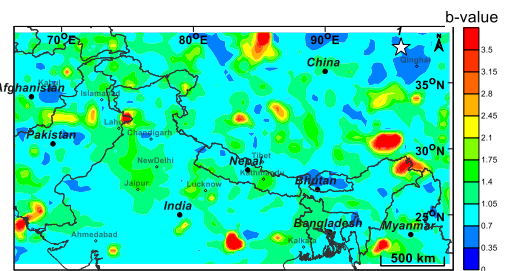 b-value
70°E
80°E
90°E
1
N
China
Qinghai
3.5
Kabul
Afghanistan
Islamabad
35°N
3.15
2.8
2.45
Lahore
Pakistan
Chandigarh
2.1
30°N
NewDelhi
Nepal
Tibet
Kathmandu
1.75
Jaipur
Lucknow
Bhutan
1.4
India
1.05
25°N
Bangladesh
Myanmar
0.7
Ahmedabad
Kalkata
0.35
500 km
0